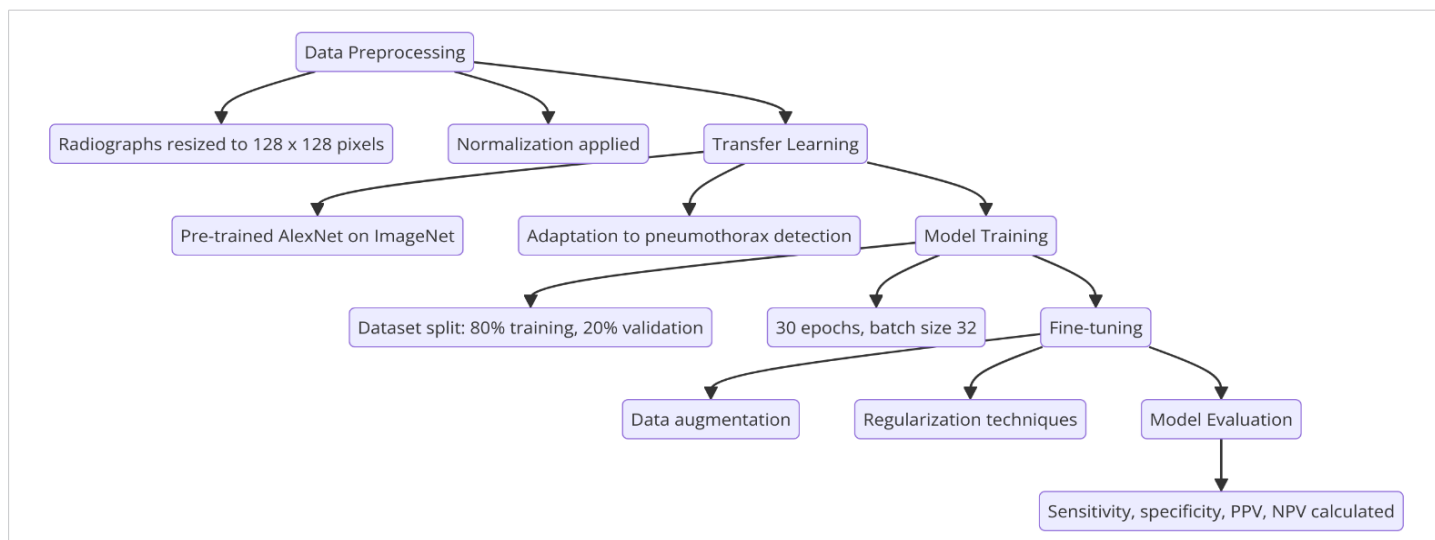 Data Preprocessing
Radiographs resized to 128 x 128 pixels
Normalization applied
Transfer Learning
Pre-trained AlexNet on ImageNet
Adaptation to pneumothorax detection
Model Training
Dataset split: 80% training, 20% validation
30 epochs, batch size 32
Fine-tuning
Data augmentation
Regularization techniques
Model Evaluation
Sensitivity, specificity, PPV, NPV calculated